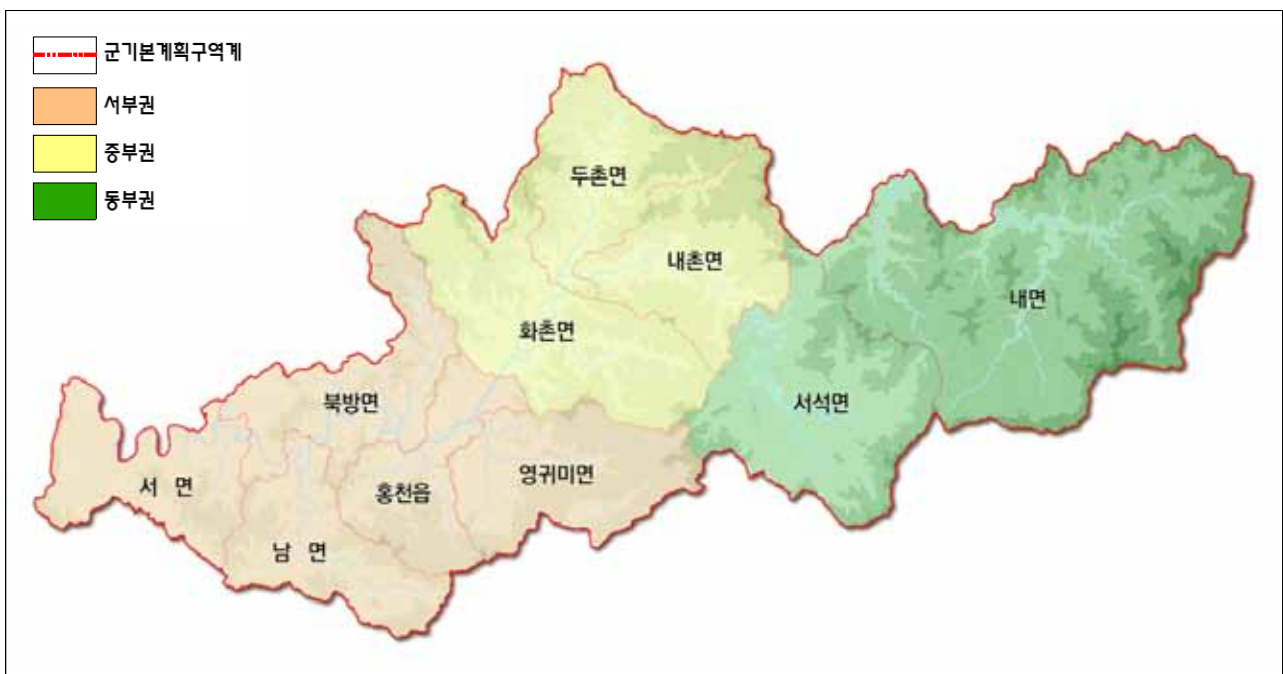 군기본계획구역계
서부권
중부권
동부권
두촌면
내촌면
내면
화촌면
북방면
서석면
영귀미면
서 면
홍천읍
남 면